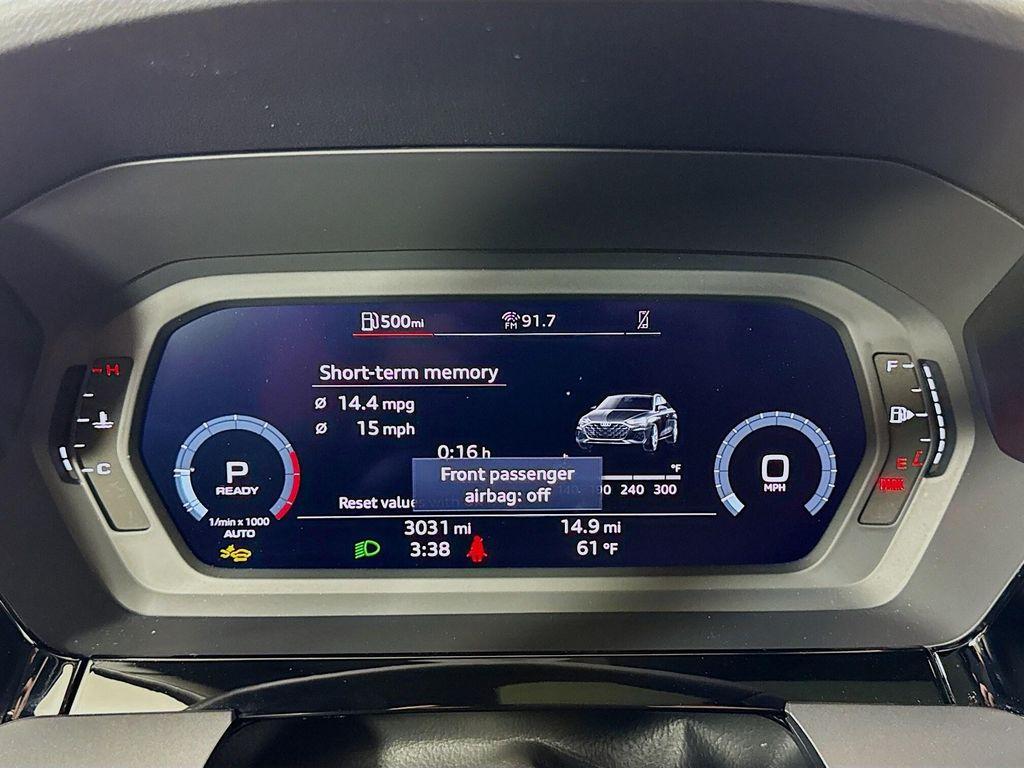 500mi
FM 91.7
Short-term memory
Ø 14.4 mpg
Ø 15 mph
0:16 h
Front passenger
airbag: off
°F
240 300
Reset values with
3031 mi
14.9 mi
3:38
61 °F
P
READY
1/min x 1000
AUTO
0
MPH
H
C
F
E